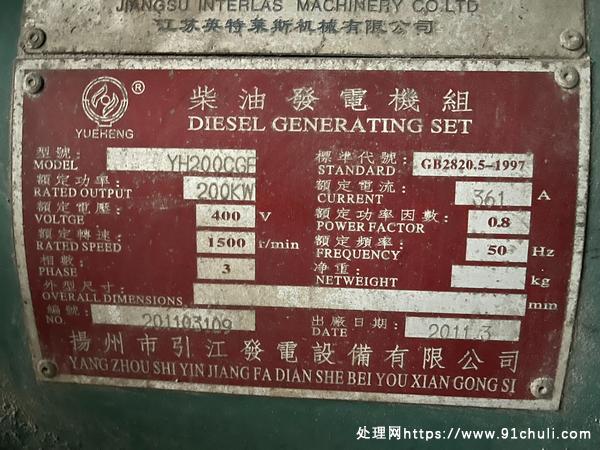 JIANGSU INTERLAS MACHINERY CO.LTD
江苏英特莱斯机械有限公司
YUEHENG ®
柴油發電機組
DIESEL GENERATING SET
型號: MODEL YH200CGF
標準代號: STANDARD GB2820.5-1997
額定功率: RATED OUTPUT 200KW
額定電流: CURRENT 361 A
額定電壓: VOLTGE 400 V
額定功率因數: POWER FACTOR 0.8
額定轉速: RATED SPEED 1500 r/min
額定頻率: FREQUENCY 50 Hz
相數: PHASE 3
净重: NETWEIGHT kg
外型尺寸: OVERALL DIMENSIONS mm
編號: NO. 201103109
出廠日期: DATE 2011.3
揚州市引江發電設備有限公司
YANG ZHOU SHI YIN JIANG FA DIAN SHE BEI YOU XIAN GONG SI
处理网https://www.91chuli.com